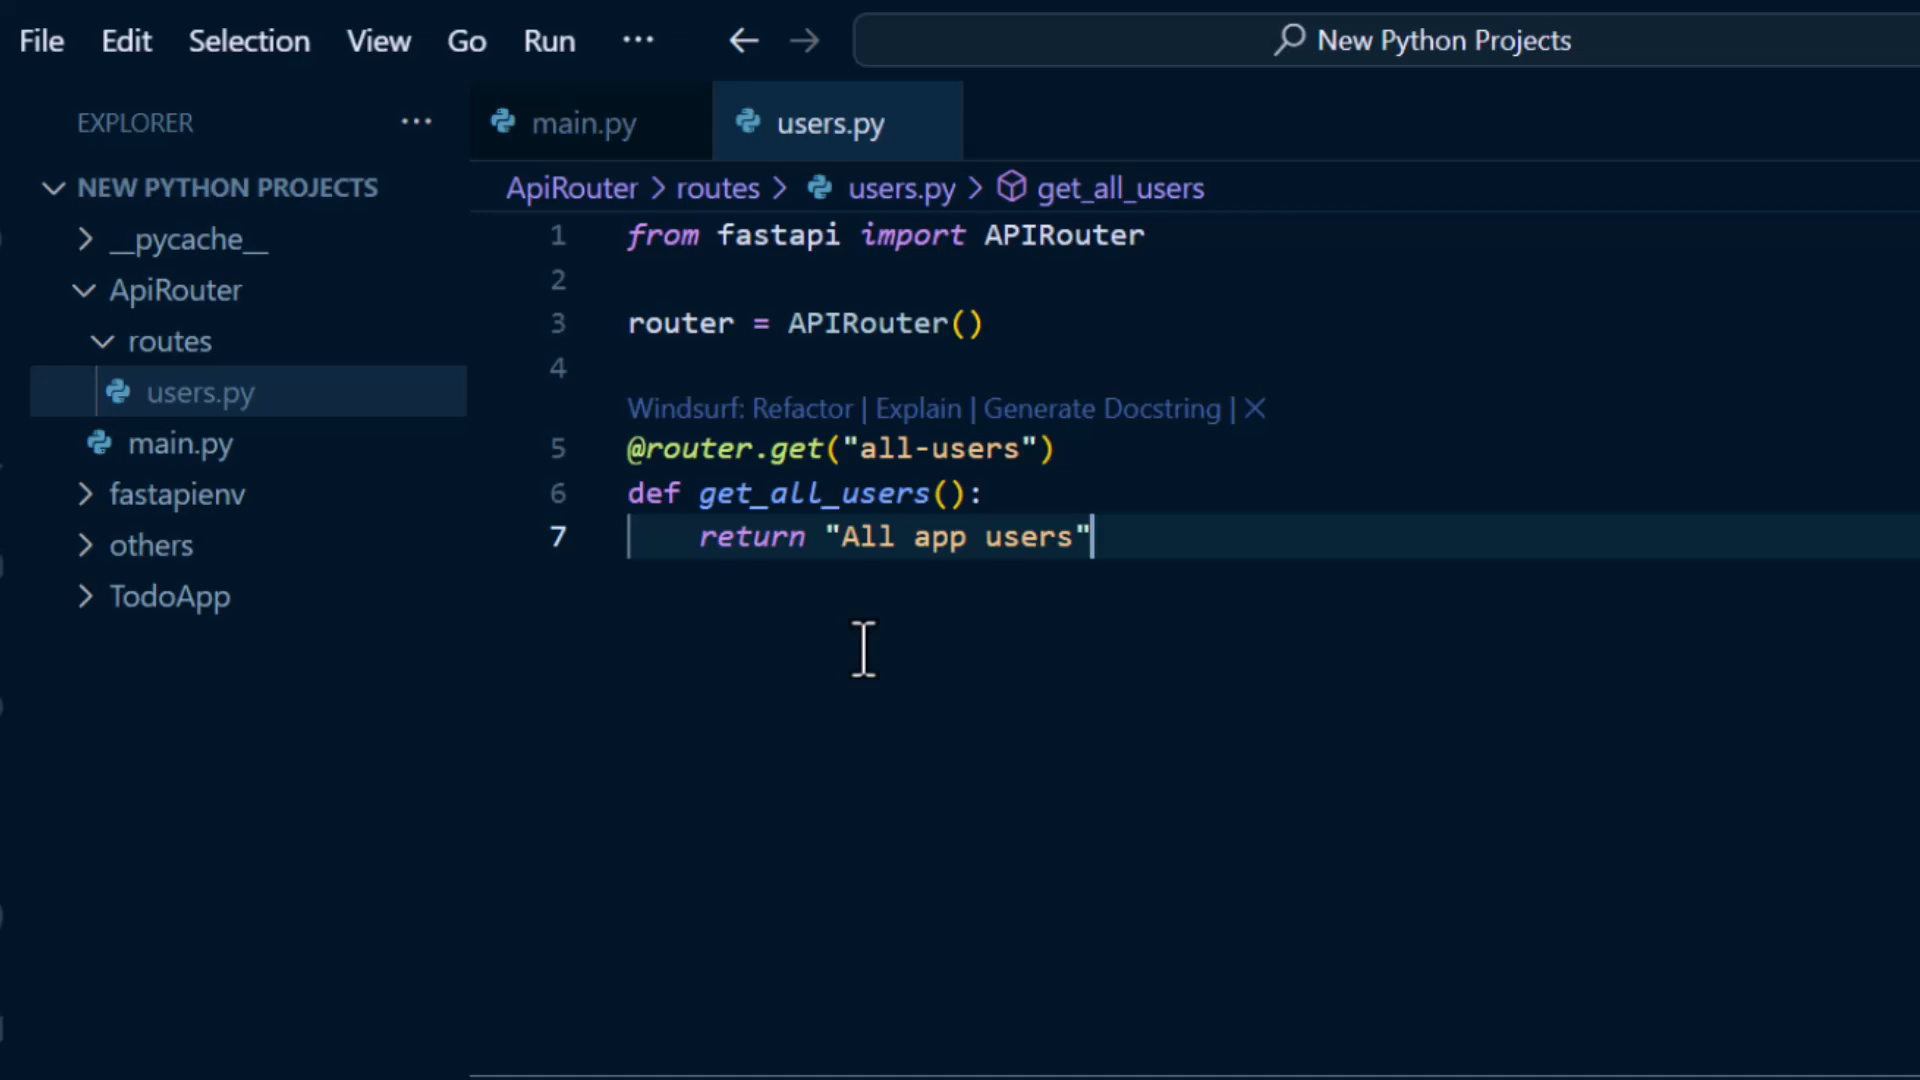 File Edit Selection View Go Run ... New Python Projects
EXPLORER ...
NEW PYTHON PROJECTS
__pycache__
ApiRouter
routes
users.py
main.py
fastapienv
others
TodoApp
main.py users.py
ApiRouter > routes > users.py > get_all_users
1 from fastapi import APIRouter
2
3 router = APIRouter()
4
Windsurf: Refactor | Explain | Generate Docstring | ×
5 @router.get("all-users")
6 def get_all_users():
7 return "All app users"